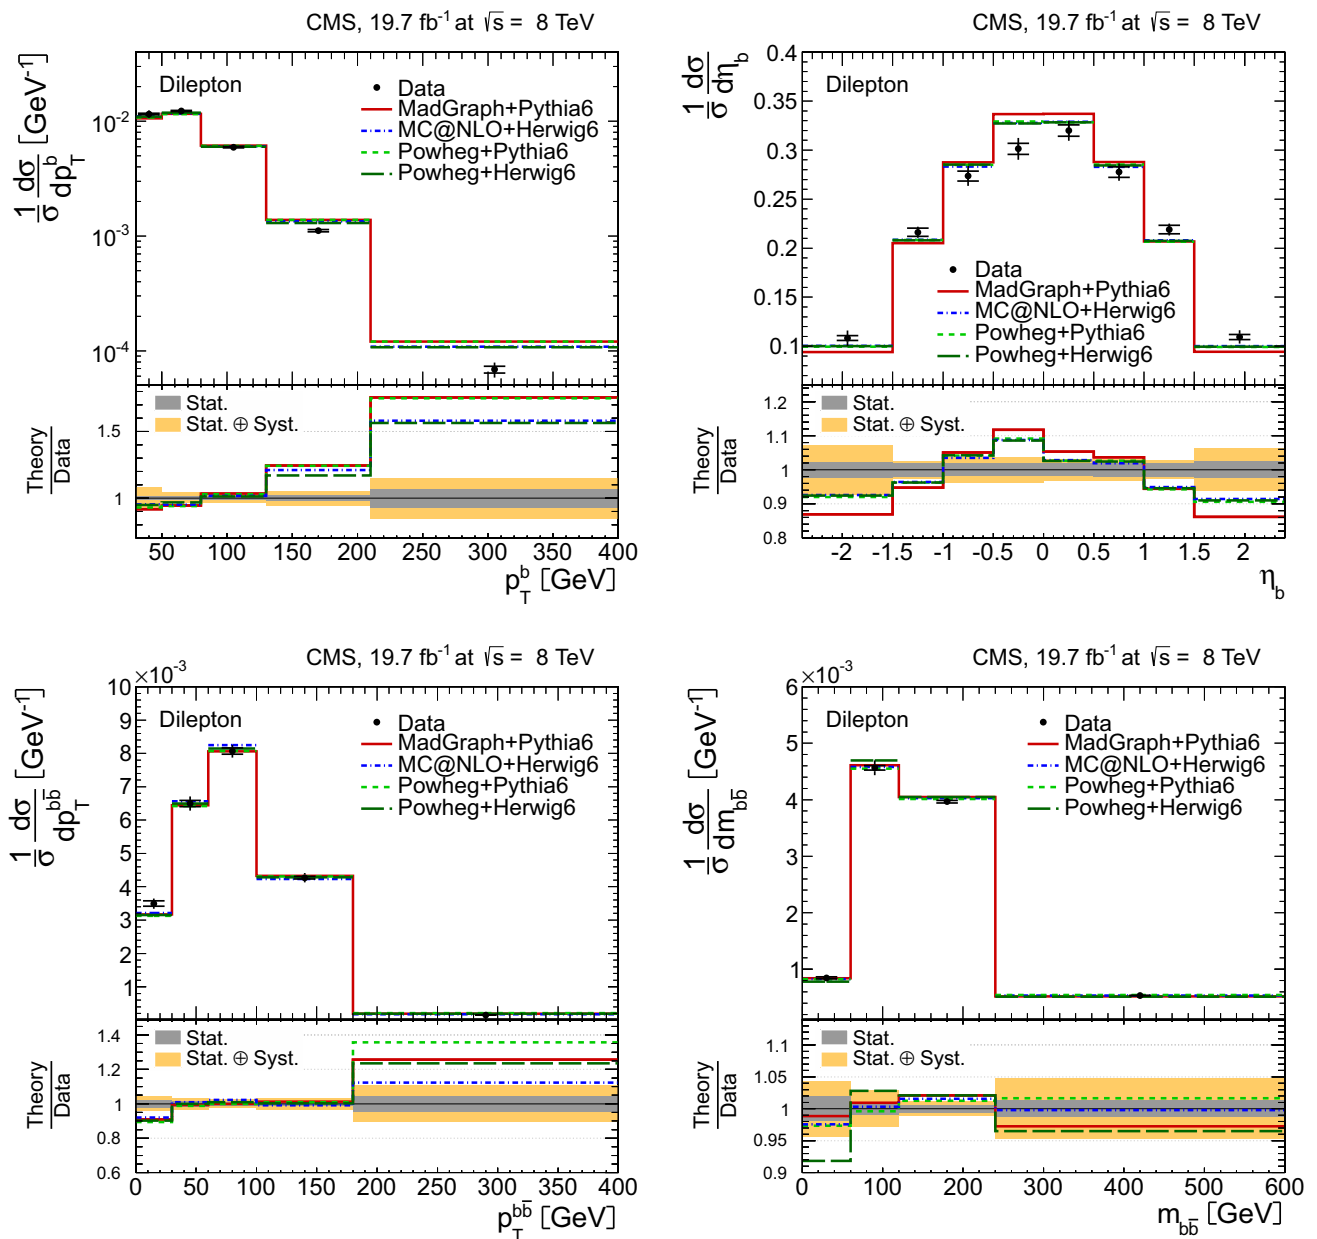 CMS, 19.7 fb⁻¹ at √s = 8 TeV
1/σ dσ/dp_T^b [GeV⁻¹]
Dilepton
Data
MadGraph+Pythia6
MC@NLO+Herwig6
Powheg+Pythia6
Powheg+Herwig6
10⁻²
10⁻³
10⁻⁴
Theory/Data
Stat.
Stat. ⊕ Syst.
1.5
1
50 100 150 200 250 300 350 400
p_T^b [GeV]
CMS, 19.7 fb⁻¹ at √s = 8 TeV
1/σ dσ/dη_b
Dilepton
0.4
0.35
0.3
0.25
0.2
0.15
0.1
Data
MadGraph+Pythia6
MC@NLO+Herwig6
Powheg+Pythia6
Powheg+Herwig6
Theory/Data
Stat.
Stat. ⊕ Syst.
1.2
1.1
1
0.9
0.8
-2 -1.5 -1 -0.5 0 0.5 1 1.5 2
η_b
CMS, 19.7 fb⁻¹ at √s = 8 TeV
×10⁻³
1/σ dσ/dp_T^bb̅ [GeV⁻¹]
Dilepton
Data
MadGraph+Pythia6
MC@NLO+Herwig6
Powheg+Pythia6
Powheg+Herwig6
10
9
8
7
6
5
4
3
2
1
Theory/Data
Stat.
Stat. ⊕ Syst.
1.4
1.2
1
0.8
0.6
0 50 100 150 200 250 300 350 400
p_T^bb̅ [GeV]
CMS, 19.7 fb⁻¹ at √s = 8 TeV
×10⁻³
1/σ dσ/dm_bb̅ [GeV⁻¹]
Dilepton
Data
MadGraph+Pythia6
MC@NLO+Herwig6
Powheg+Pythia6
Powheg+Herwig6
6
5
4
3
2
1
Theory/Data
Stat.
Stat. ⊕ Syst.
1.1
1.05
1
0.95
0.9
0 100 200 300 400 500 600
m_bb̅ [GeV]